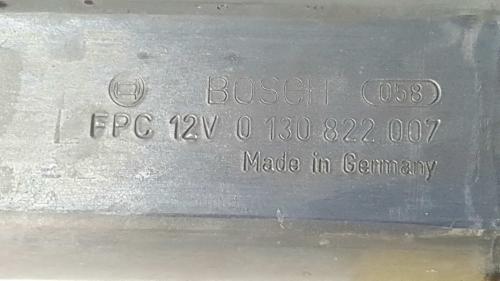 BOSCH 058
FPC 12V 0 130 822 007
Made in Germany